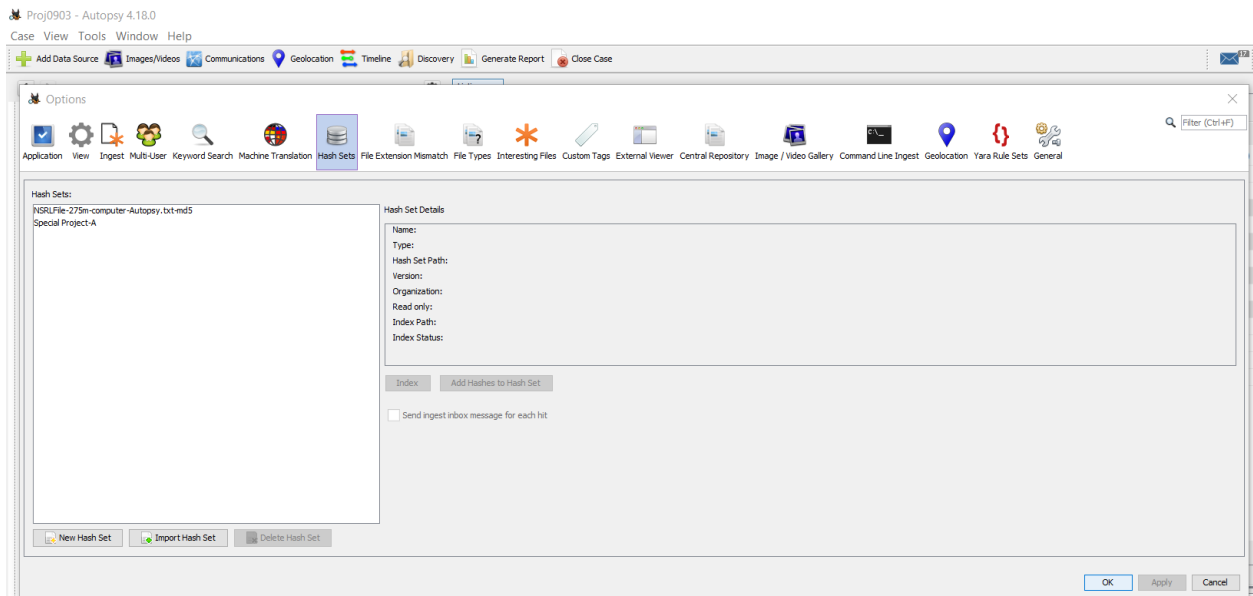 Proj0903 - Autopsy 4.18.0
Case View Tools Window Help
Add Data Source Images/Videos Communications Geolocation Timeline Discovery Generate Report Close Case 17
Options
Filter (Ctrl+F)
C:\_
Application View Ingest Multi-User Keyword Search Machine Translation Hash Sets File Extension Mismatch File Types Interesting Files Custom Tags External Viewer Central Repository Image / Video Gallery Command Line Ingest Geolocation Yara Rule Sets General
Hash Sets:
NSRLFile-275m-computer-Autopsy.txt-md5
Special Project-A
Hash Set Details
Name:
Type:
Hash Set Path:
Version:
Organization:
Read only:
Index Path:
Index Status:
Index Add Hashes to Hash Set
Send ingest inbox message for each hit
New Hash Set Import Hash Set Delete Hash Set
OK Apply Cancel